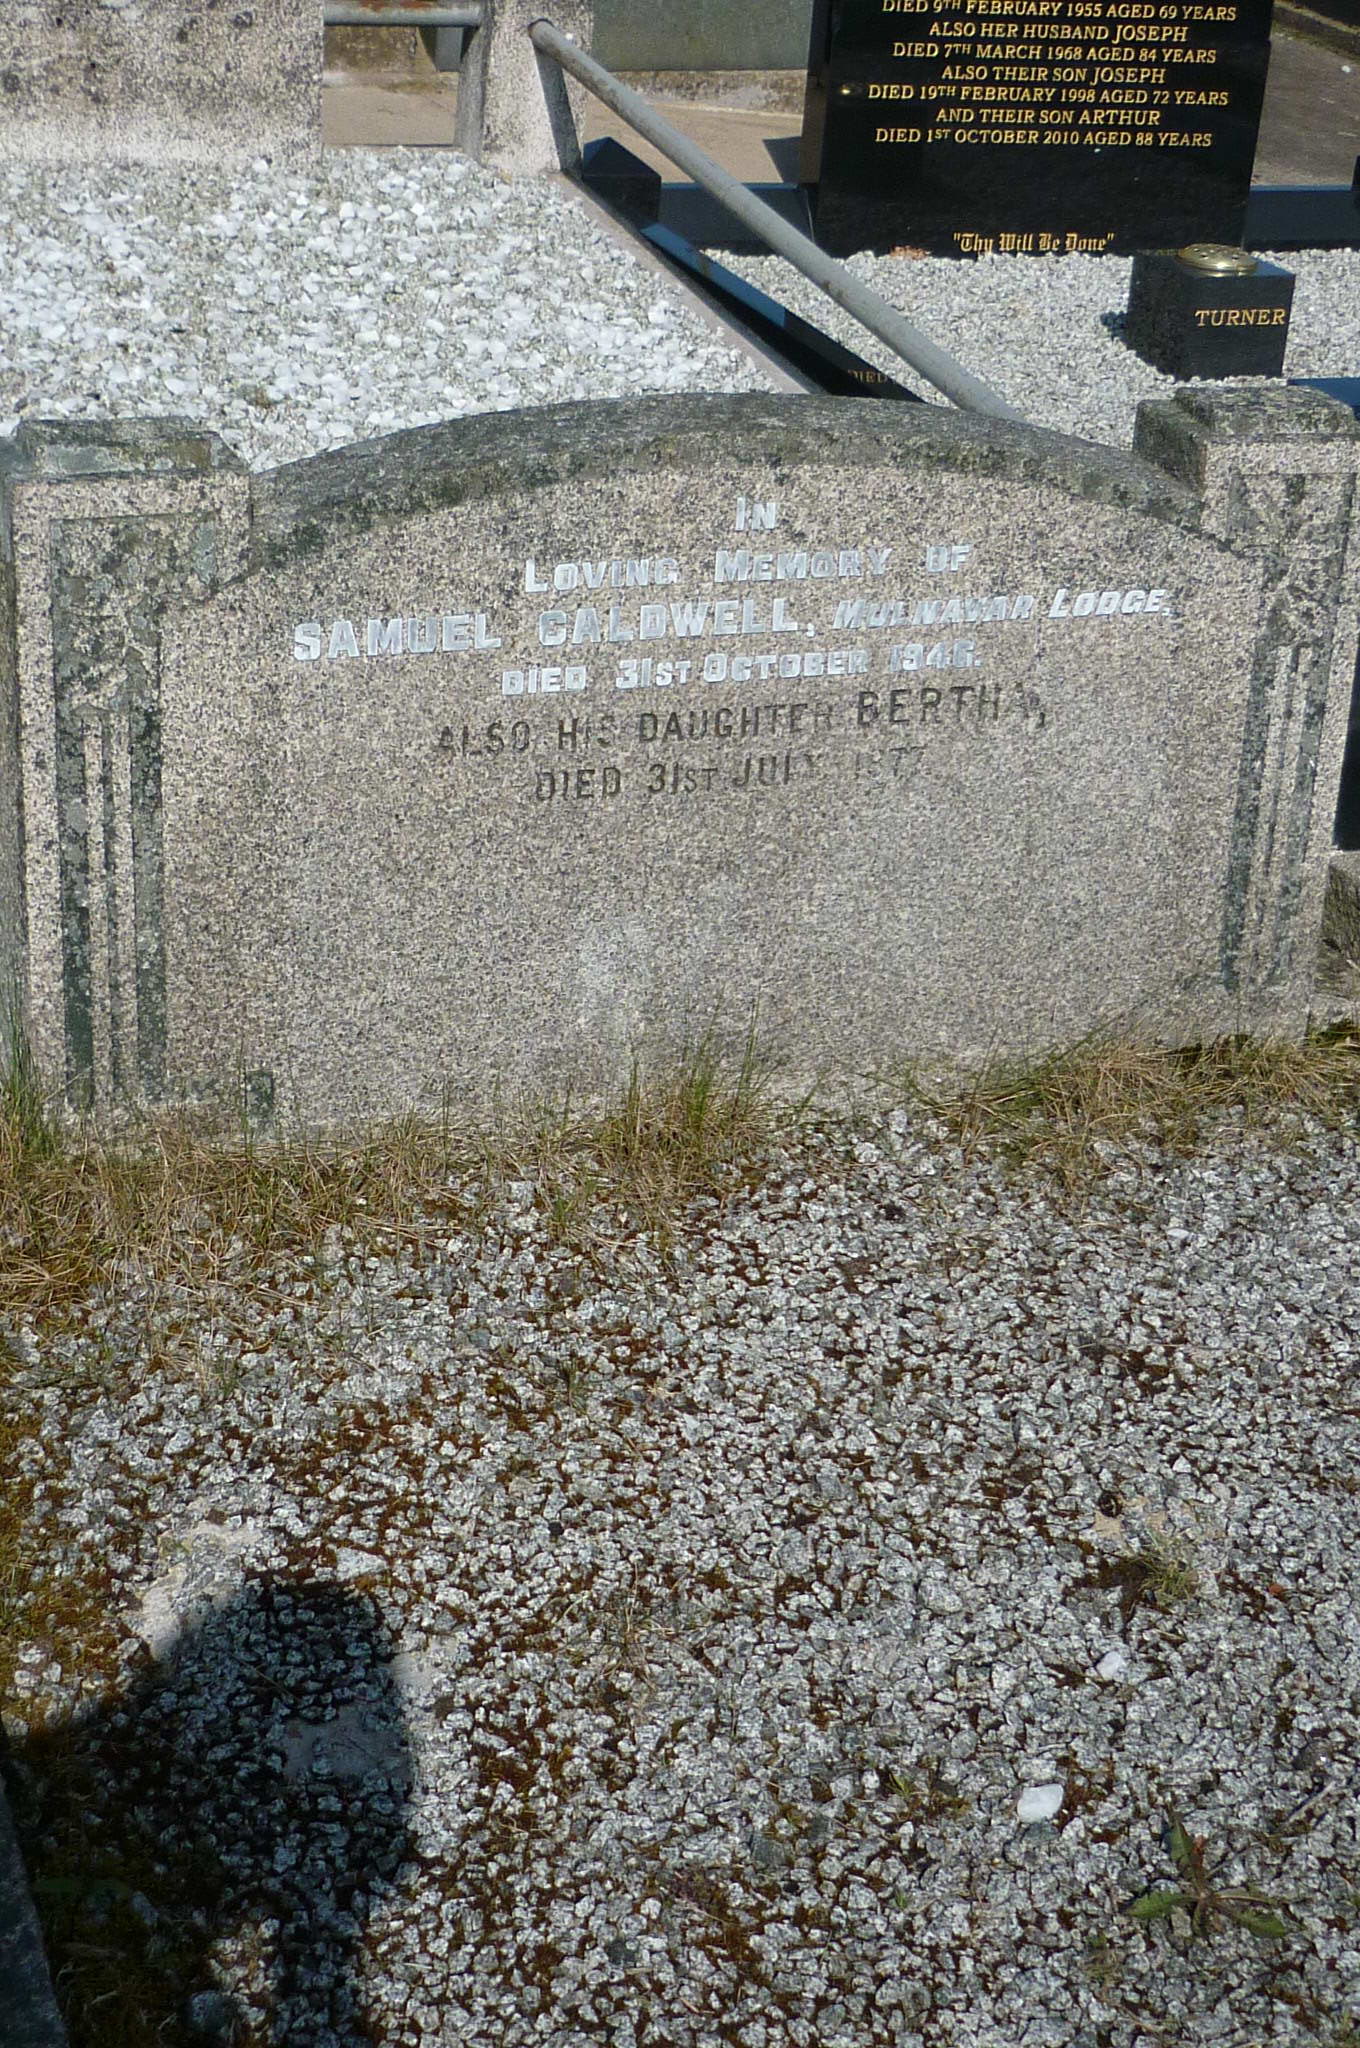 DIED 9TH FEBRUARY 1955 AGED 69 YEARS
ALSO HER HUSBAND JOSEPH
DIED 7TH MARCH 1968 AGED 84 YEARS
ALSO THEIR SON JOSEPH
DIED 19TH FEBRUARY 1998 AGED 72 YEARS
AND THEIR SON ARTHUR
DIED 1ST OCTOBER 2010 AGED 88 YEARS
"Thy Will Be Done"
TURNER
DIED
IN
LOVING MEMORY OF
SAMUEL CALDWELL, MULNAVAR LODGE,
DIED 31ST OCTOBER 1946.
ALSO HIS DAUGHTER BERTHA,
DIED 31ST JULY 1977